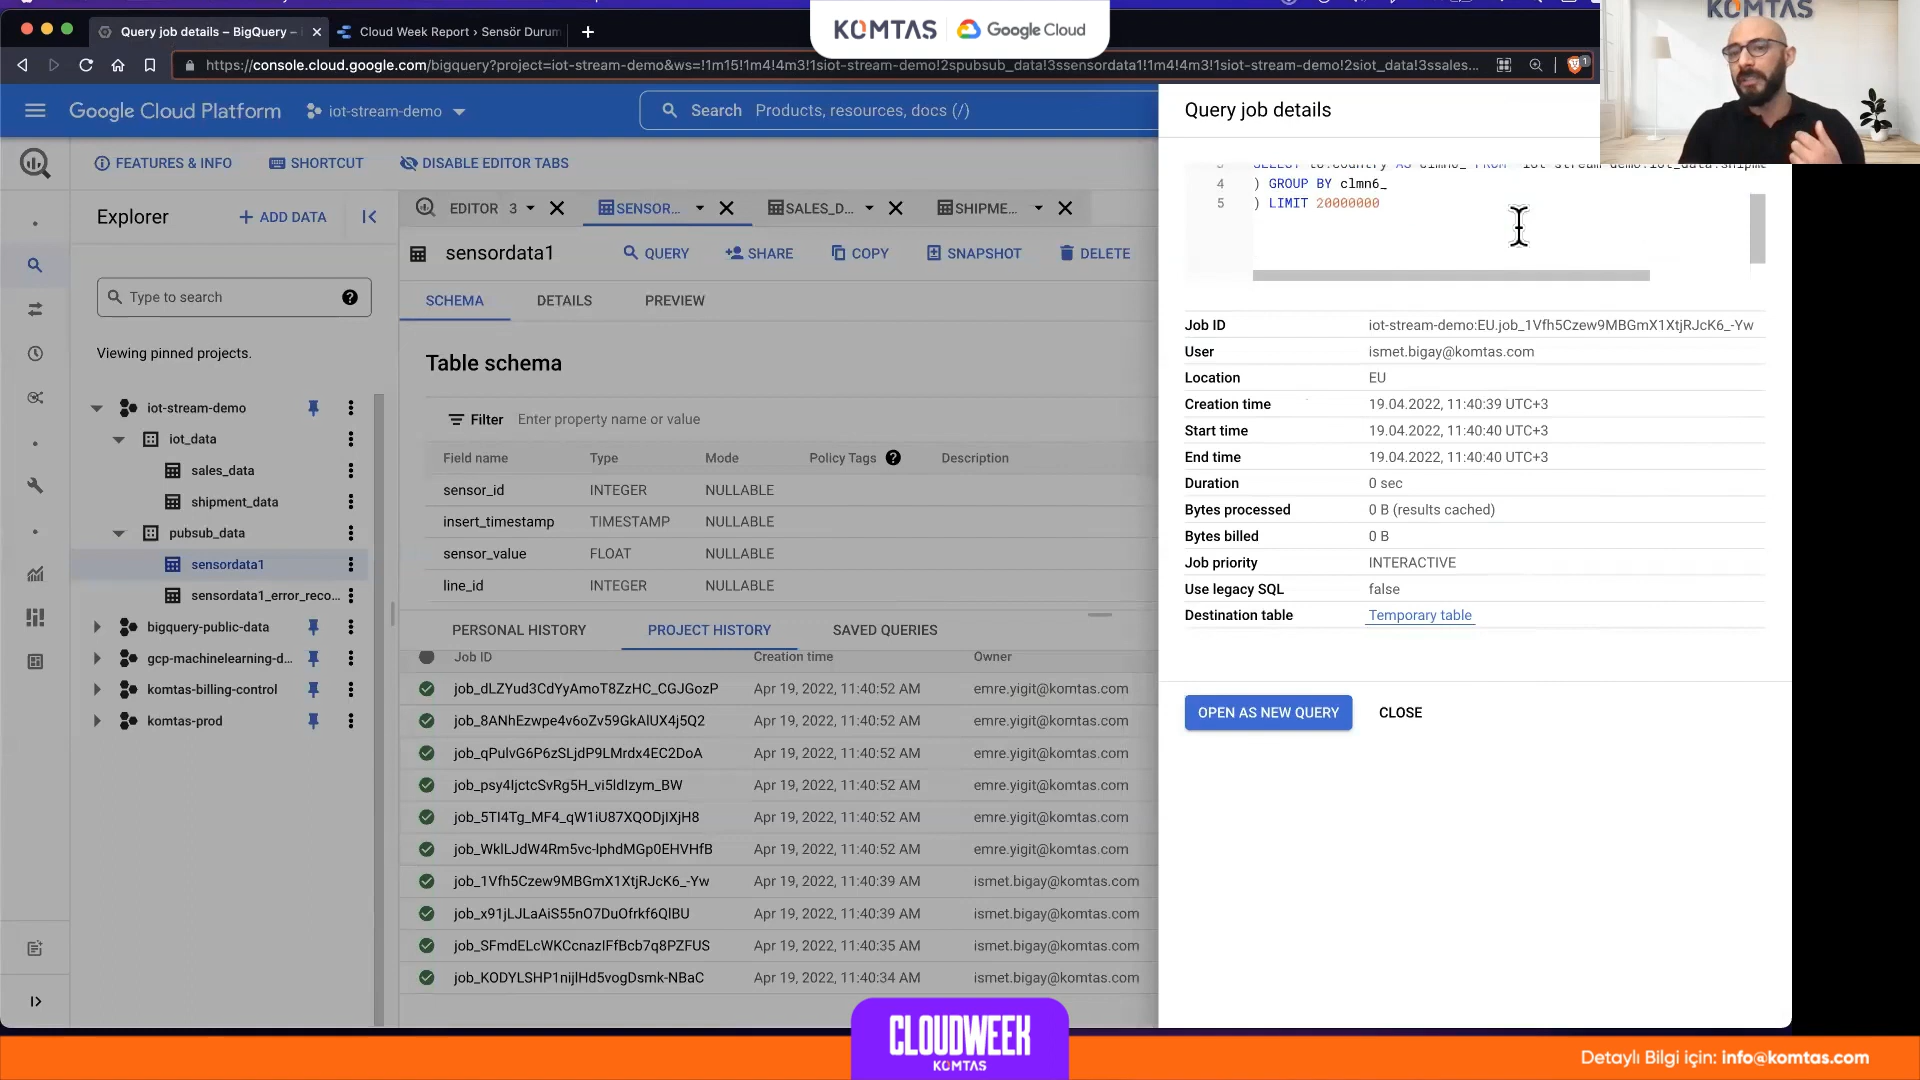 Query job details – BigQuery –
Cloud Week Report › Sensör Durum
KOMTAS
Google Cloud
KOMTAS
https://console.cloud.google.com/bigquery?project=iot-stream-demo&ws=!1m15!1m4!4m3!1siot-stream-demo!2spubsub_data!3ssensordata1!1m4!4m3!1siot-stream-demo!2siot_data!3ssales...
1
Google Cloud Platform
iot-stream-demo
Search Products, resources, docs (/)
FEATURES & INFO
SHORTCUT
DISABLE EDITOR TABS
Explorer
+ ADD DATA
Type to search
Viewing pinned projects.
iot-stream-demo
iot_data
sales_data
shipment_data
pubsub_data
sensordata1
sensordata1_error_reco...
bigquery-public-data
gcp-machinelearning-d...
komtas-billing-control
komtas-prod
EDITOR 3
SENSOR...
SALES_D...
SHIPME...
sensordata1
QUERY
SHARE
COPY
SNAPSHOT
DELETE
SCHEMA
DETAILS
PREVIEW
Table schema
Filter Enter property name or value
Field name Type Mode Policy Tags Description
sensor_id INTEGER NULLABLE
insert_timestamp TIMESTAMP NULLABLE
sensor_value FLOAT NULLABLE
line_id INTEGER NULLABLE
PERSONAL HISTORY
PROJECT HISTORY
SAVED QUERIES
Job ID Creation time Owner
job_dLZYud3CdYyAmoT8ZzHC_CGJGozP Apr 19, 2022, 11:40:52 AM emre.yigit@komtas.com
job_8ANhEzwpe4v6oZv59GkAlUX4j5Q2 Apr 19, 2022, 11:40:52 AM emre.yigit@komtas.com
job_qPulvG6P6zSLjdP9LMrdx4EC2DoA Apr 19, 2022, 11:40:52 AM emre.yigit@komtas.com
job_psy4IjctcSvRg5H_vi5ldIzym_BW Apr 19, 2022, 11:40:52 AM emre.yigit@komtas.com
job_5TI4Tg_MF4_qW1iU87XQODjIXjH8 Apr 19, 2022, 11:40:52 AM emre.yigit@komtas.com
job_WklLJdW4Rm5vc-lphdMGp0EHVHfB Apr 19, 2022, 11:40:52 AM emre.yigit@komtas.com
job_1Vfh5Czew9MBGmX1XtjRJcK6_-Yw Apr 19, 2022, 11:40:39 AM ismet.bigay@komtas.com
job_x91jLJLaAiS55nO7DuOfrkf6QlBU Apr 19, 2022, 11:40:39 AM ismet.bigay@komtas.com
job_SFmdELcWKCcnazIFfBcb7q8PZFUS Apr 19, 2022, 11:40:35 AM ismet.bigay@komtas.com
job_KODYLSHP1nijlHd5vogDsmk-NBaC Apr 19, 2022, 11:40:34 AM ismet.bigay@komtas.com
Query job details
4 ) GROUP BY clmn6_
5 ) LIMIT 20000000
Job ID iot-stream-demo:EU.job_1Vfh5Czew9MBGmX1XtjRJcK6_-Yw
User ismet.bigay@komtas.com
Location EU
Creation time 19.04.2022, 11:40:39 UTC+3
Start time 19.04.2022, 11:40:40 UTC+3
End time 19.04.2022, 11:40:40 UTC+3
Duration 0 sec
Bytes processed 0 B (results cached)
Bytes billed 0 B
Job priority INTERACTIVE
Use legacy SQL false
Destination table Temporary table
OPEN AS NEW QUERY
CLOSE
CLOUDWEEK
KOMTAS
Detaylı Bilgi için: info@komtas.com